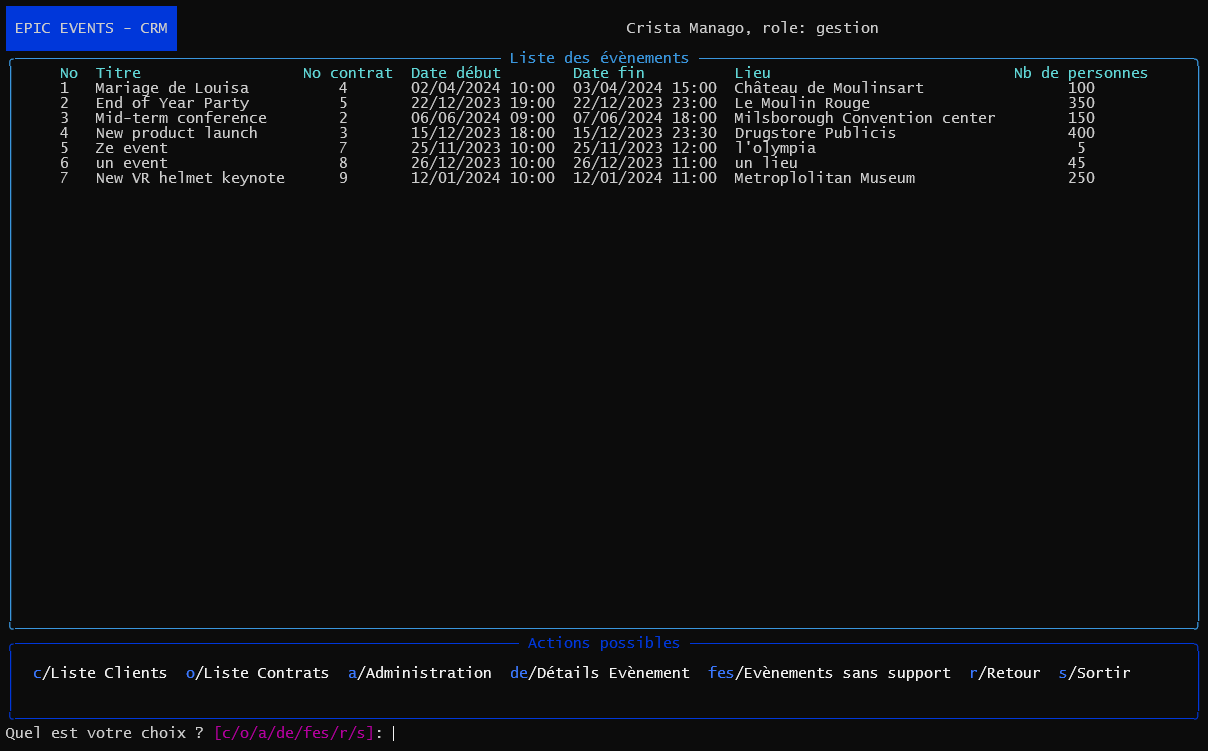 EPIC EVENTS - CRM Crista Manago, role: gestion
Liste des évènements
No Titre No contrat Date début Date fin Lieu Nb de personnes
1 Mariage de Louisa 4 02/04/2024 10:00 03/04/2024 15:00 Château de Moulinsart 100
2 End of Year Party 5 22/12/2023 19:00 22/12/2023 23:00 Le Moulin Rouge 350
3 Mid-term conference 2 06/06/2024 09:00 07/06/2024 18:00 Milsborough Convention center 150
4 New product launch 3 15/12/2023 18:00 15/12/2023 23:30 Drugstore Publicis 400
5 Ze event 7 25/11/2023 10:00 25/11/2023 12:00 l'olympia 5
6 un event 8 26/12/2023 10:00 26/12/2023 11:00 un lieu 45
7 New VR helmet keynote 9 12/01/2024 10:00 12/01/2024 11:00 Metroplolitan Museum 250
Actions possibles
c/Liste Clients o/Liste Contrats a/Administration de/Détails Evènement fes/Evènements sans support r/Retour s/Sortir
Quel est votre choix ? [c/o/a/de/fes/r/s]: